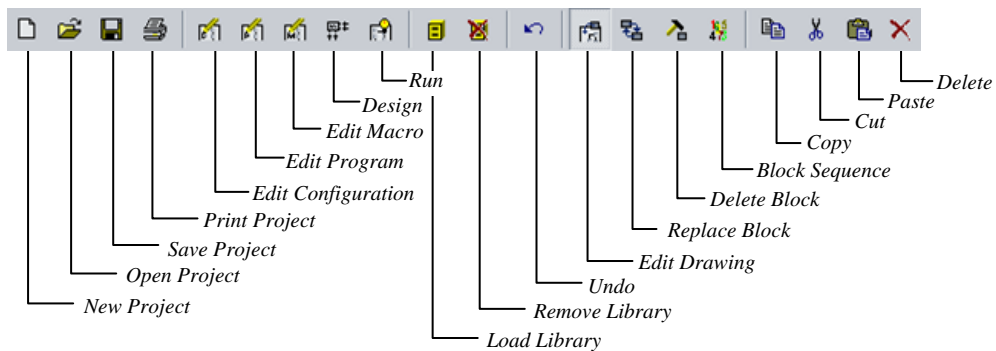 Run
Delete
Design
Paste
Cut
Edit Macro
Copy
Edit Program
Block Sequence
Edit Configuration
Delete Block
Print Project
Replace Block
Save Project
Edit Drawing
Open Project
Undo
New Project
Remove Library
Load Library